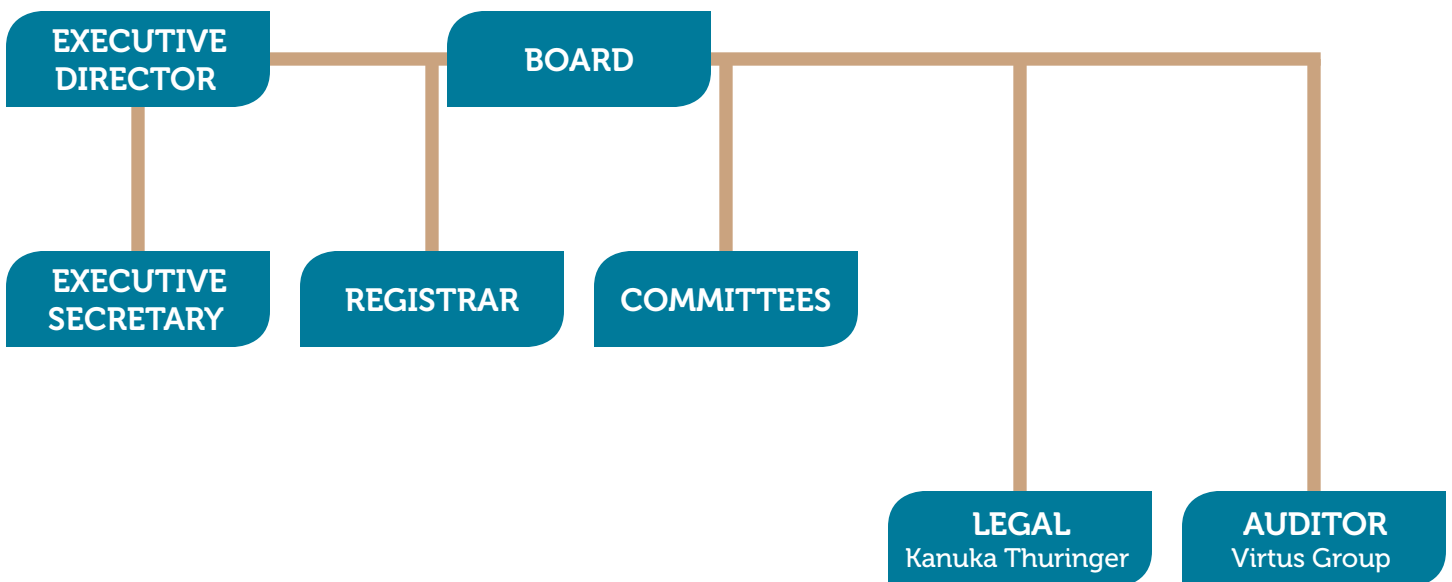 EXECUTIVE
DIRECTOR
BOARD
EXECUTIVE
SECRETARY
REGISTRAR
COMMITTEES
LEGAL
Kanuka Thuringer
AUDITOR
Virtus Group